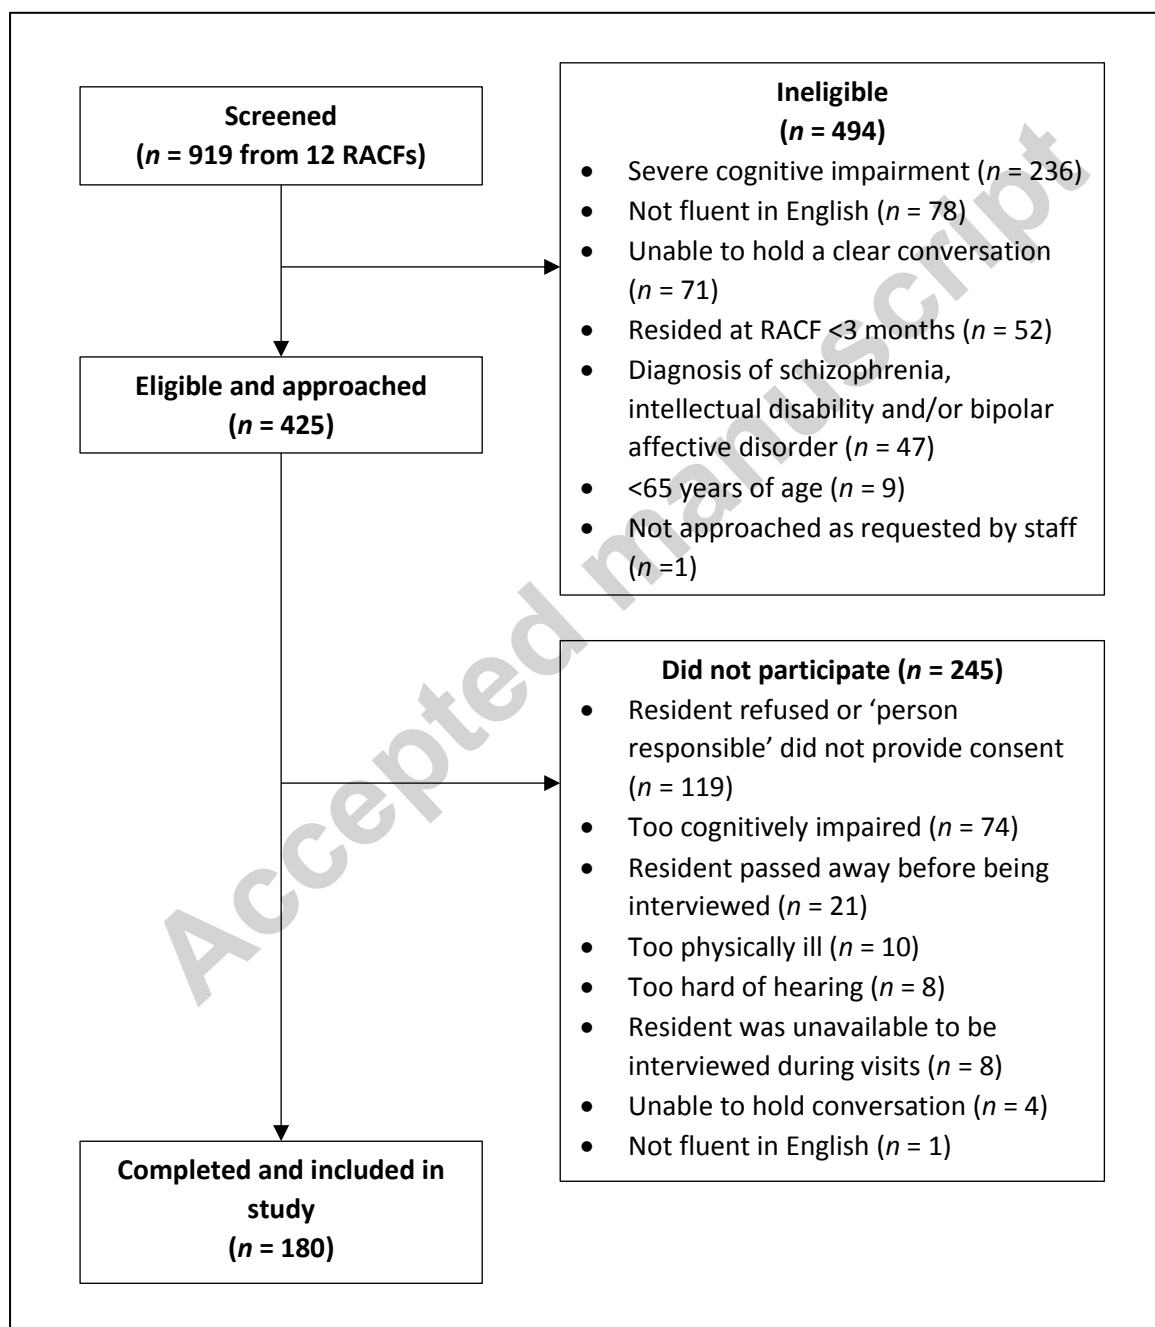 Screened
(n = 919 from 12 RACFs)
Ineligible
(n = 494)
• Severe cognitive impairment (n = 236)
• Not fluent in English (n = 78)
• Unable to hold a clear conversation
(n = 71)
• Resided at RACF <3 months (n = 52)
• Diagnosis of schizophrenia,
intellectual disability and/or bipolar
affective disorder (n = 47)
• <65 years of age (n = 9)
• Not approached as requested by staff
(n =1)
Eligible and approached
(n = 425)
Did not participate (n = 245)
• Resident refused or ‘person
responsible’ did not provide consent
(n = 119)
• Too cognitively impaired (n = 74)
• Resident passed away before being
interviewed (n = 21)
• Too physically ill (n = 10)
• Too hard of hearing (n = 8)
• Resident was unavailable to be
interviewed during visits (n = 8)
• Unable to hold conversation (n = 4)
• Not fluent in English (n = 1)
Completed and included in
study
(n = 180)
Accepted manuscript